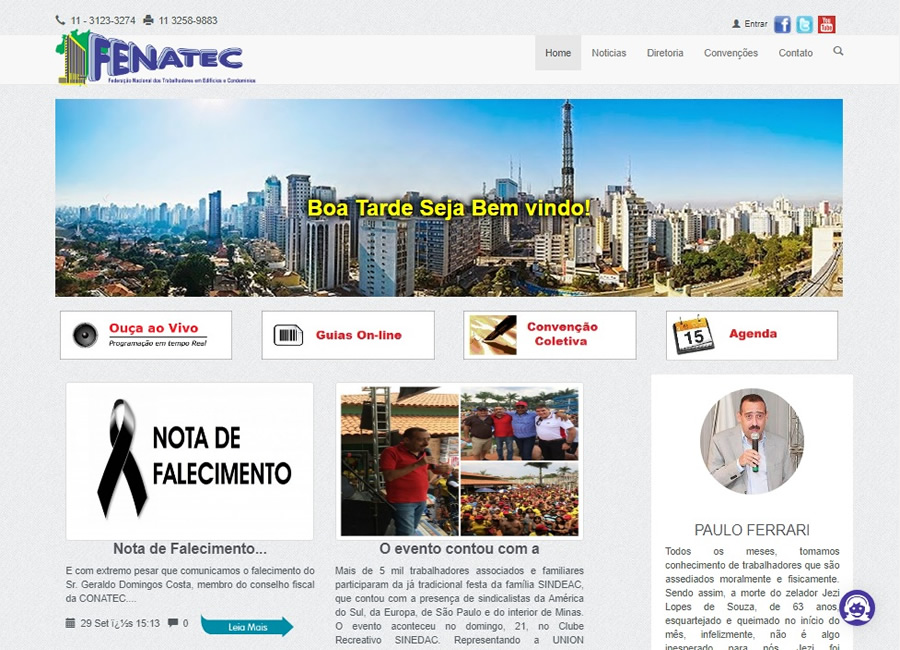 11 - 3123-3274 11 3258-9883
Entrar
You Tube
FENATEC
Federação Nacional dos Trabalhadores em Edifícios e Condomínios
Home Noticias Diretoria Convenções Contato
Boa Tarde Seja Bem vindo!
Ouça ao Vivo
Programação em tempo Real
Guias On-line
Convenção
Coletiva
15
Agenda
NOTA DE
FALECIMENTO
Nota de Falecimento...
E com extremo pesar que comunicamos o falecimento do
Sr. Geraldo Domingos Costa, membro do conselho fiscal
da CONATEC....
29 Set ï¿½s 15:13 0
Leia Mais
O evento contou com a
Mais de 5 mil trabalhadores associados e familiares
participaram da já tradicional festa da família SINDEAC,
que contou com a presença de sindicalistas da América
do Sul, da Europa, de São Paulo e do interior de Minas.
O evento aconteceu no domingo, 21, no Clube
Recreativo SINEDAC. Representando a UNION
PAULO FERRARI
Todos os meses, tomamos
conhecimento de trabalhadores que são
assediados moralmente e fisicamente.
Sendo assim, a morte do zelador Jezi
Lopes de Souza, de 63 anos,
esquartejado e queimado no início do
mês, infelizmente, não é algo
inesperado para nós. Jezi foi